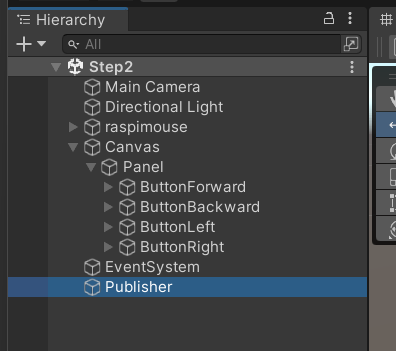 Hierarchy
All
Step2
Main Camera
Directional Light
raspimouse
Canvas
Panel
ButtonForward
ButtonBackward
ButtonLeft
ButtonRight
EventSystem
Publisher